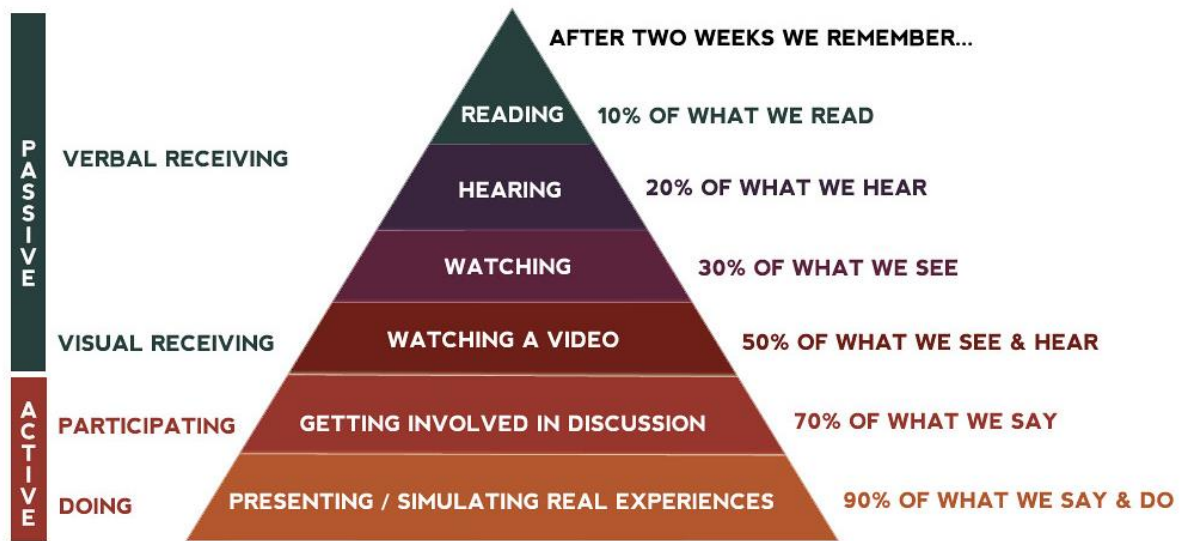 AFTER TWO WEEKS WE REMEMBER...
PASSIVE
VERBAL RECEIVING
READING
10% OF WHAT WE READ
HEARING
20% OF WHAT WE HEAR
WATCHING
30% OF WHAT WE SEE
VISUAL RECEIVING
WATCHING A VIDEO
50% OF WHAT WE SEE & HEAR
ACTIVE
PARTICIPATING
GETTING INVOLVED IN DISCUSSION
70% OF WHAT WE SAY
DOING
PRESENTING / SIMULATING REAL EXPERIENCES
90% OF WHAT WE SAY & DO